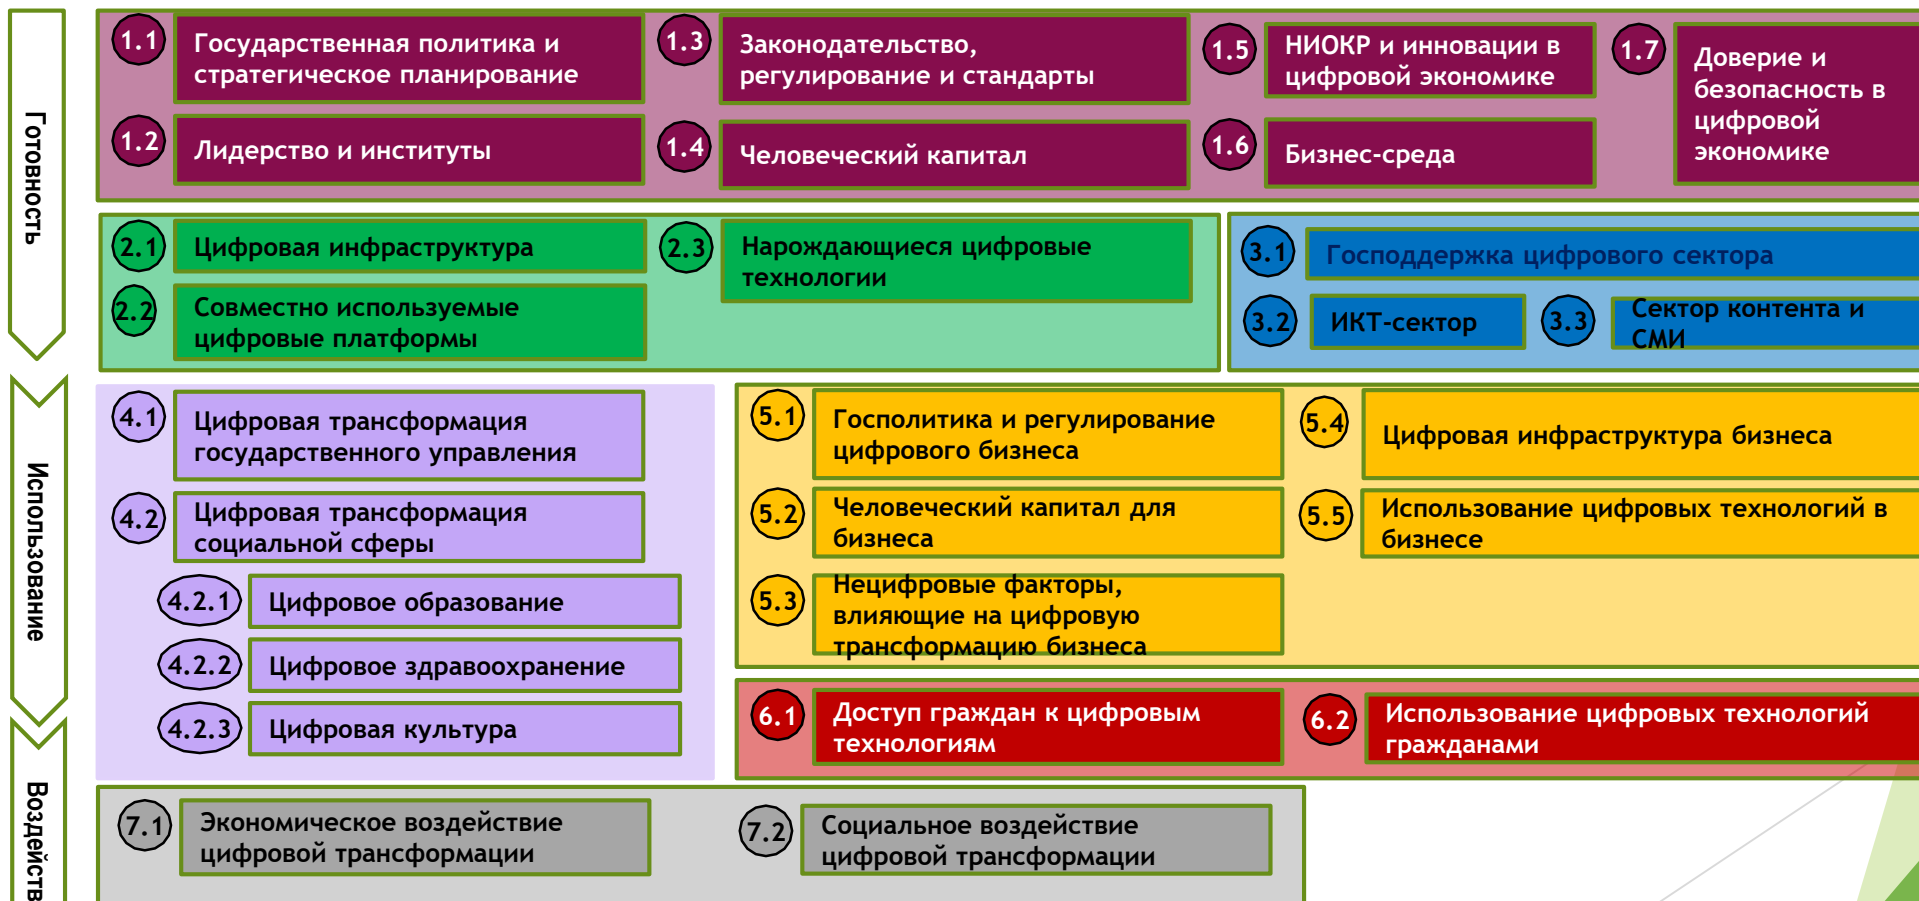 Готовность
1.1
Государственная политика и
стратегическое планирование
1.2
Лидерство и институты
1.3
Законодательство,
регулирование и стандарты
1.4
Человеческий капитал
1.5
НИОКР и инновации в
цифровой экономике
1.6
Бизнес-среда
1.7
Доверие и
безопасность в
цифровой
экономике
2.1
Цифровая инфраструктура
2.2
Совместно используемые
цифровые платформы
2.3
Нарождающиеся цифровые
технологии
3.1
Господдержка цифрового сектора
3.2
ИКТ-сектор
3.3
Сектор контента и
СМИ
Использование
4.1
Цифровая трансформация
государственного управления
4.2
Цифровая трансформация
социальной сферы
4.2.1
Цифровое образование
4.2.2
Цифровое здравоохранение
4.2.3
Цифровая культура
5.1
Госполитика и регулирование
цифрового бизнеса
5.2
Человеческий капитал для
бизнеса
5.3
Нецифровые факторы,
влияющие на цифровую
трансформацию бизнеса
5.4
Цифровая инфраструктура бизнеса
5.5
Использование цифровых технологий в
бизнесе
6.1
Доступ граждан к цифровым
технологиям
6.2
Использование цифровых технологий
гражданами
Воздейств
7.1
Экономическое воздействие
цифровой трансформации
7.2
Социальное воздействие
цифровой трансформации